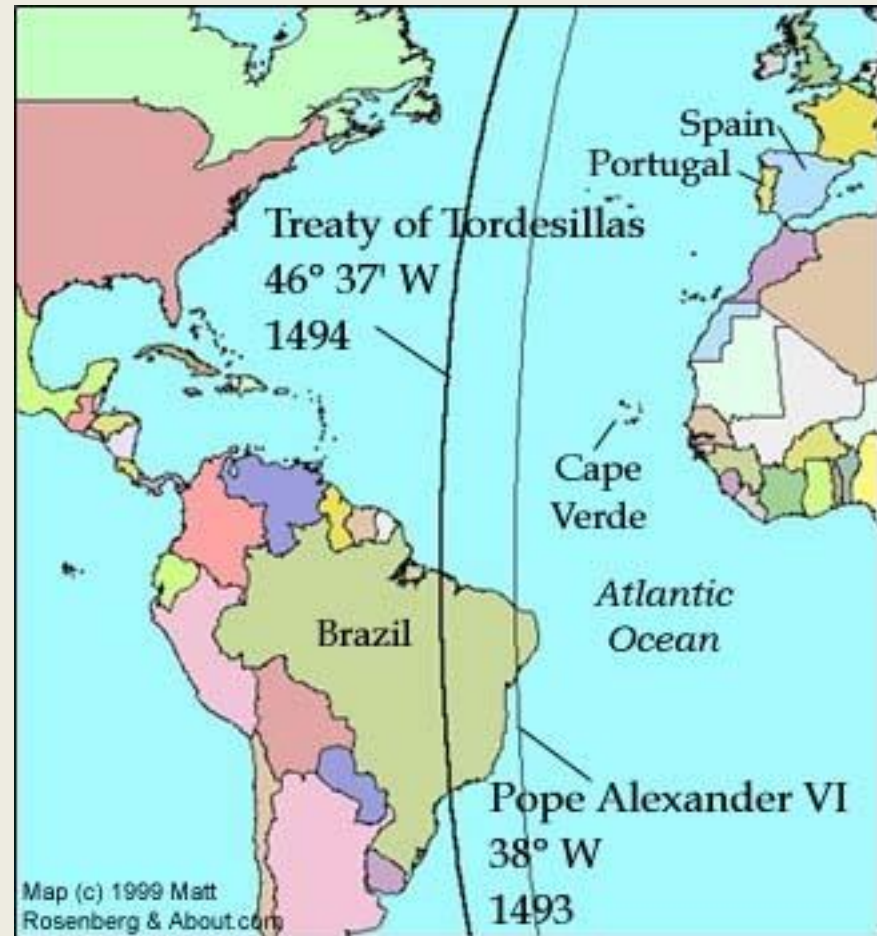 Spain
Portugal
Treaty of Tordesillas
46° 37' W
1494
Cape
Verde
Atlantic
Ocean
Brazil
Pope Alexander VI
38° W
1493
Map (c) 1999 Matt
Rosenberg & About.com